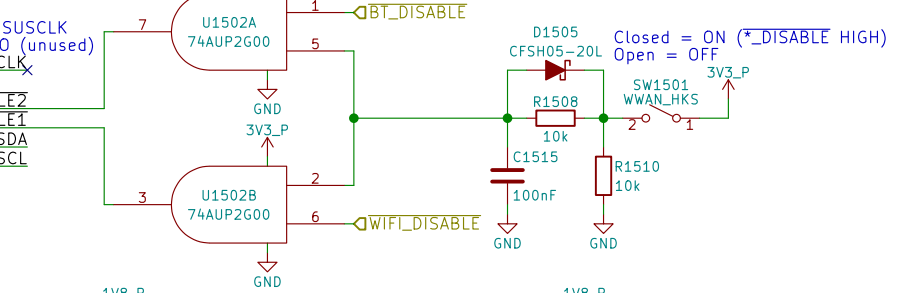 SUSCLK
O (unused)
CLK
LE2
LE1
SDA
SCL
7
U1502A
74AUP2G00
1
5
GND
BT_DISABLE
3V3_P
3
U1502B
74AUP2G00
2
6
GND
WIFI_DISABLE
D1505
CFSH05-20L
R1508
10k
C1515
100nF
GND
R1510
10k
GND
Closed = ON (*_DISABLE HIGH)
Open = OFF
SW1501
WWAN_HKS
2
1
3V3_P
1V8_P
1V8_P